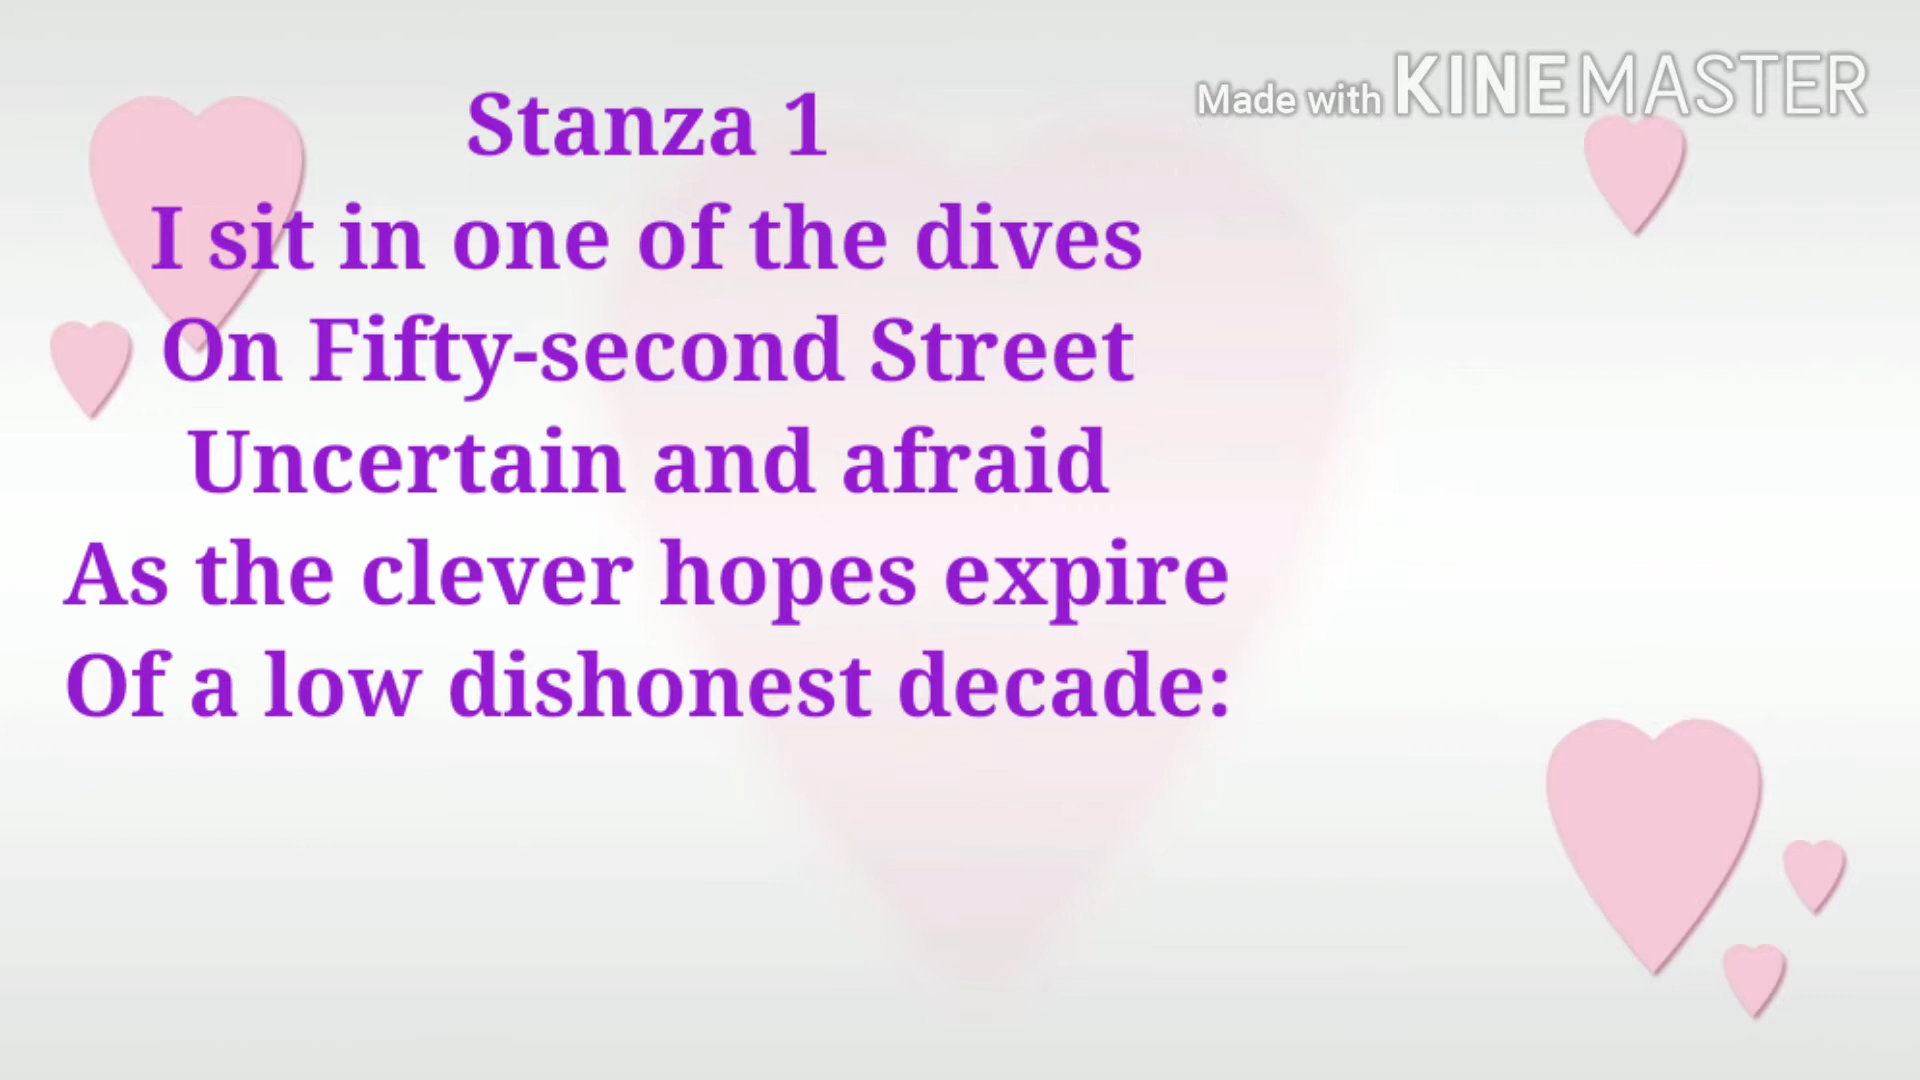 Made with KINEMASTER
Stanza 1
I sit in one of the dives
On Fifty-second Street
Uncertain and afraid
As the clever hopes expire
Of a low dishonest decade: